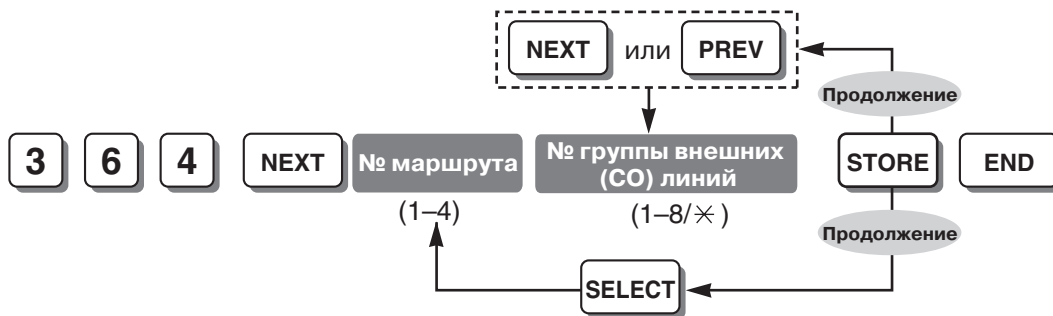 NEXT или PREV
Продолжение
3 6 4 NEXT № маршрута № группы внешних (CO) линий STORE END
(1–4) (1–8/✳)
Продолжение
SELECT